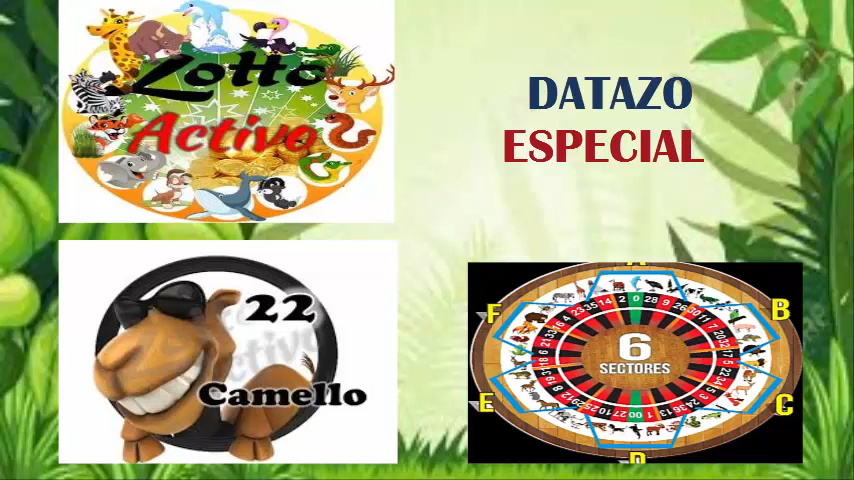 Lotto
Activo
DATAZO
ESPECIAL
22
Camello
A
B
C
D
E
F
6
SECTORES